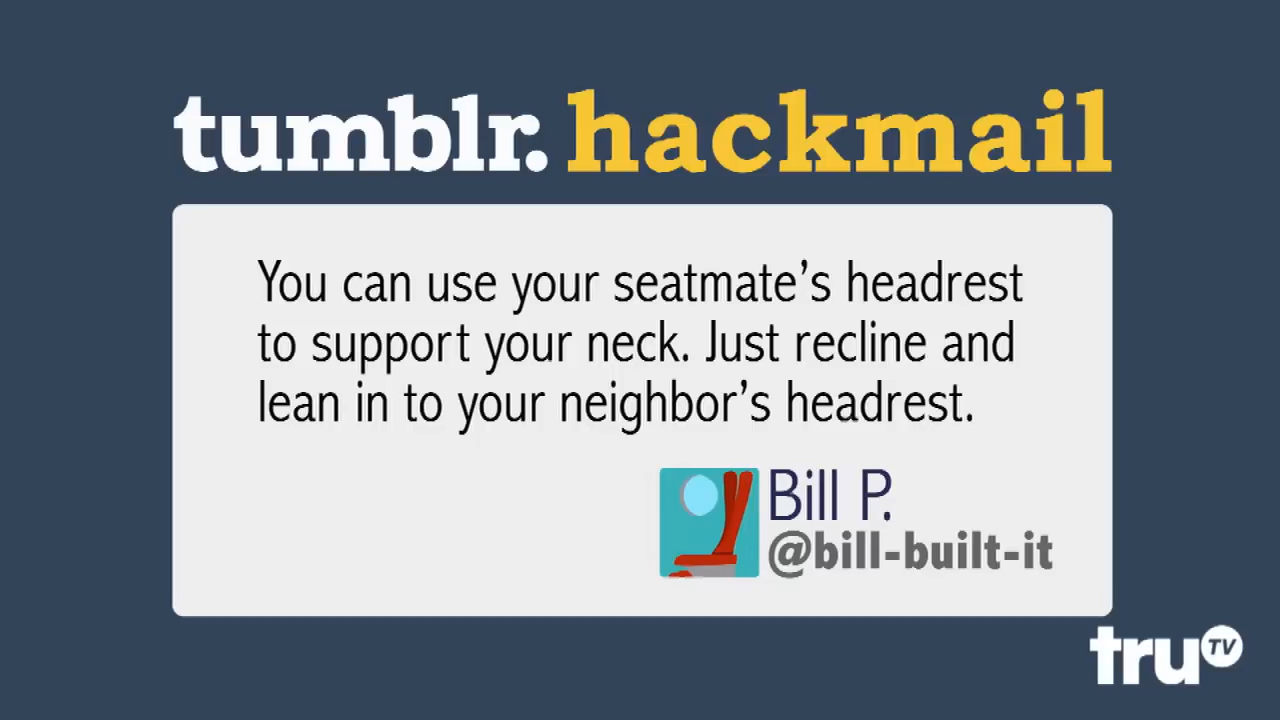 tumblr. hackmail
You can use your seatmate’s headrest
to support your neck. Just recline and
lean in to your neighbor’s headrest.
Bill P.
@bill-built-it
truTV